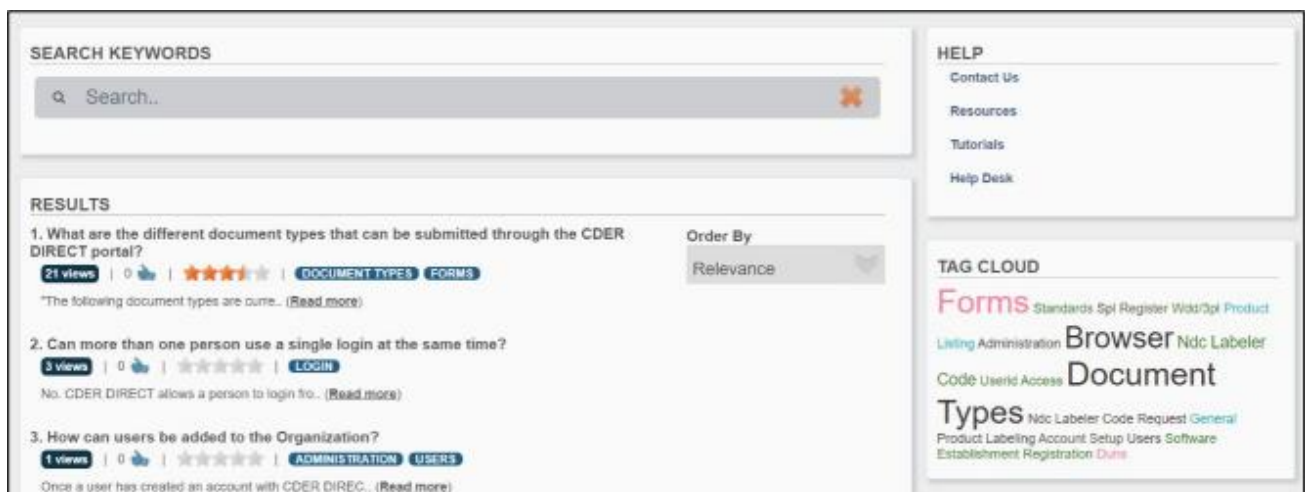 SEARCH KEYWORDS
Search..
RESULTS
1. What are the different document types that can be submitted through the CDER
DIRECT portal?
21 views | 0 | | DOCUMENT TYPES FORMS
"The following document types are curre.. (Read more)
Order By
Relevance
2. Can more than one person use a single login at the same time?
3 views | 0 | | LOGIN
No. CDER DIRECT allows a person to login fro.. (Read more)
3. How can users be added to the Organization?
1 views | 0 | | ADMINISTRATION USERS
Once a user has created an account with CDER DIREC.. (Read more)
HELP
Contact Us
Resources
Tutorials
Help Desk
TAG CLOUD
Forms Standards Spl Register Wdd/3pl Product
Listing Administration Browser Ndc Labeler
Code Userid Access Document
Types Ndc Labeler Code Request General
Product Labeling Account Setup Users Software
Establishment Registration Duns